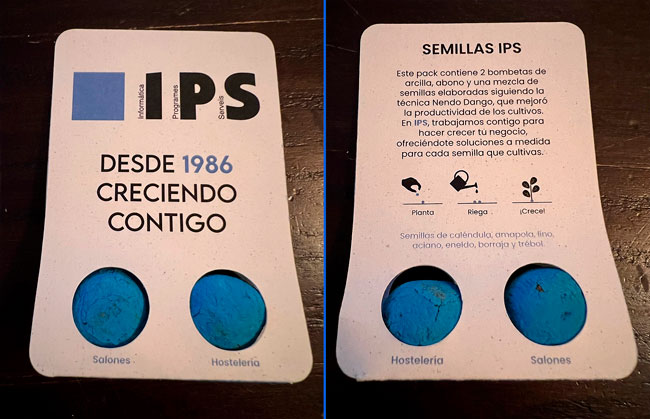 IPS
Informática
Programes
Serveis
DESDE 1986
CRECIENDO
CONTIGO
Salones
Hostelería
SEMILLAS IPS
Este pack contiene 2 bombetas de
arcilla, abono y una mezcla de
semillas elaboradas siguiendo la
técnica Nendo Dango, que mejoró
la productividad de los cultivos.
En IPS, trabajamos contigo para
hacer crecer tú negocio,
ofreciéndote soluciones a medida
para cada semilla que cultivas.
Planta
Riega
¡Crece!
Semillas de caléndula, amapola, lino,
aciano, eneldo, borraja y trébol.
Hostelería
Salones